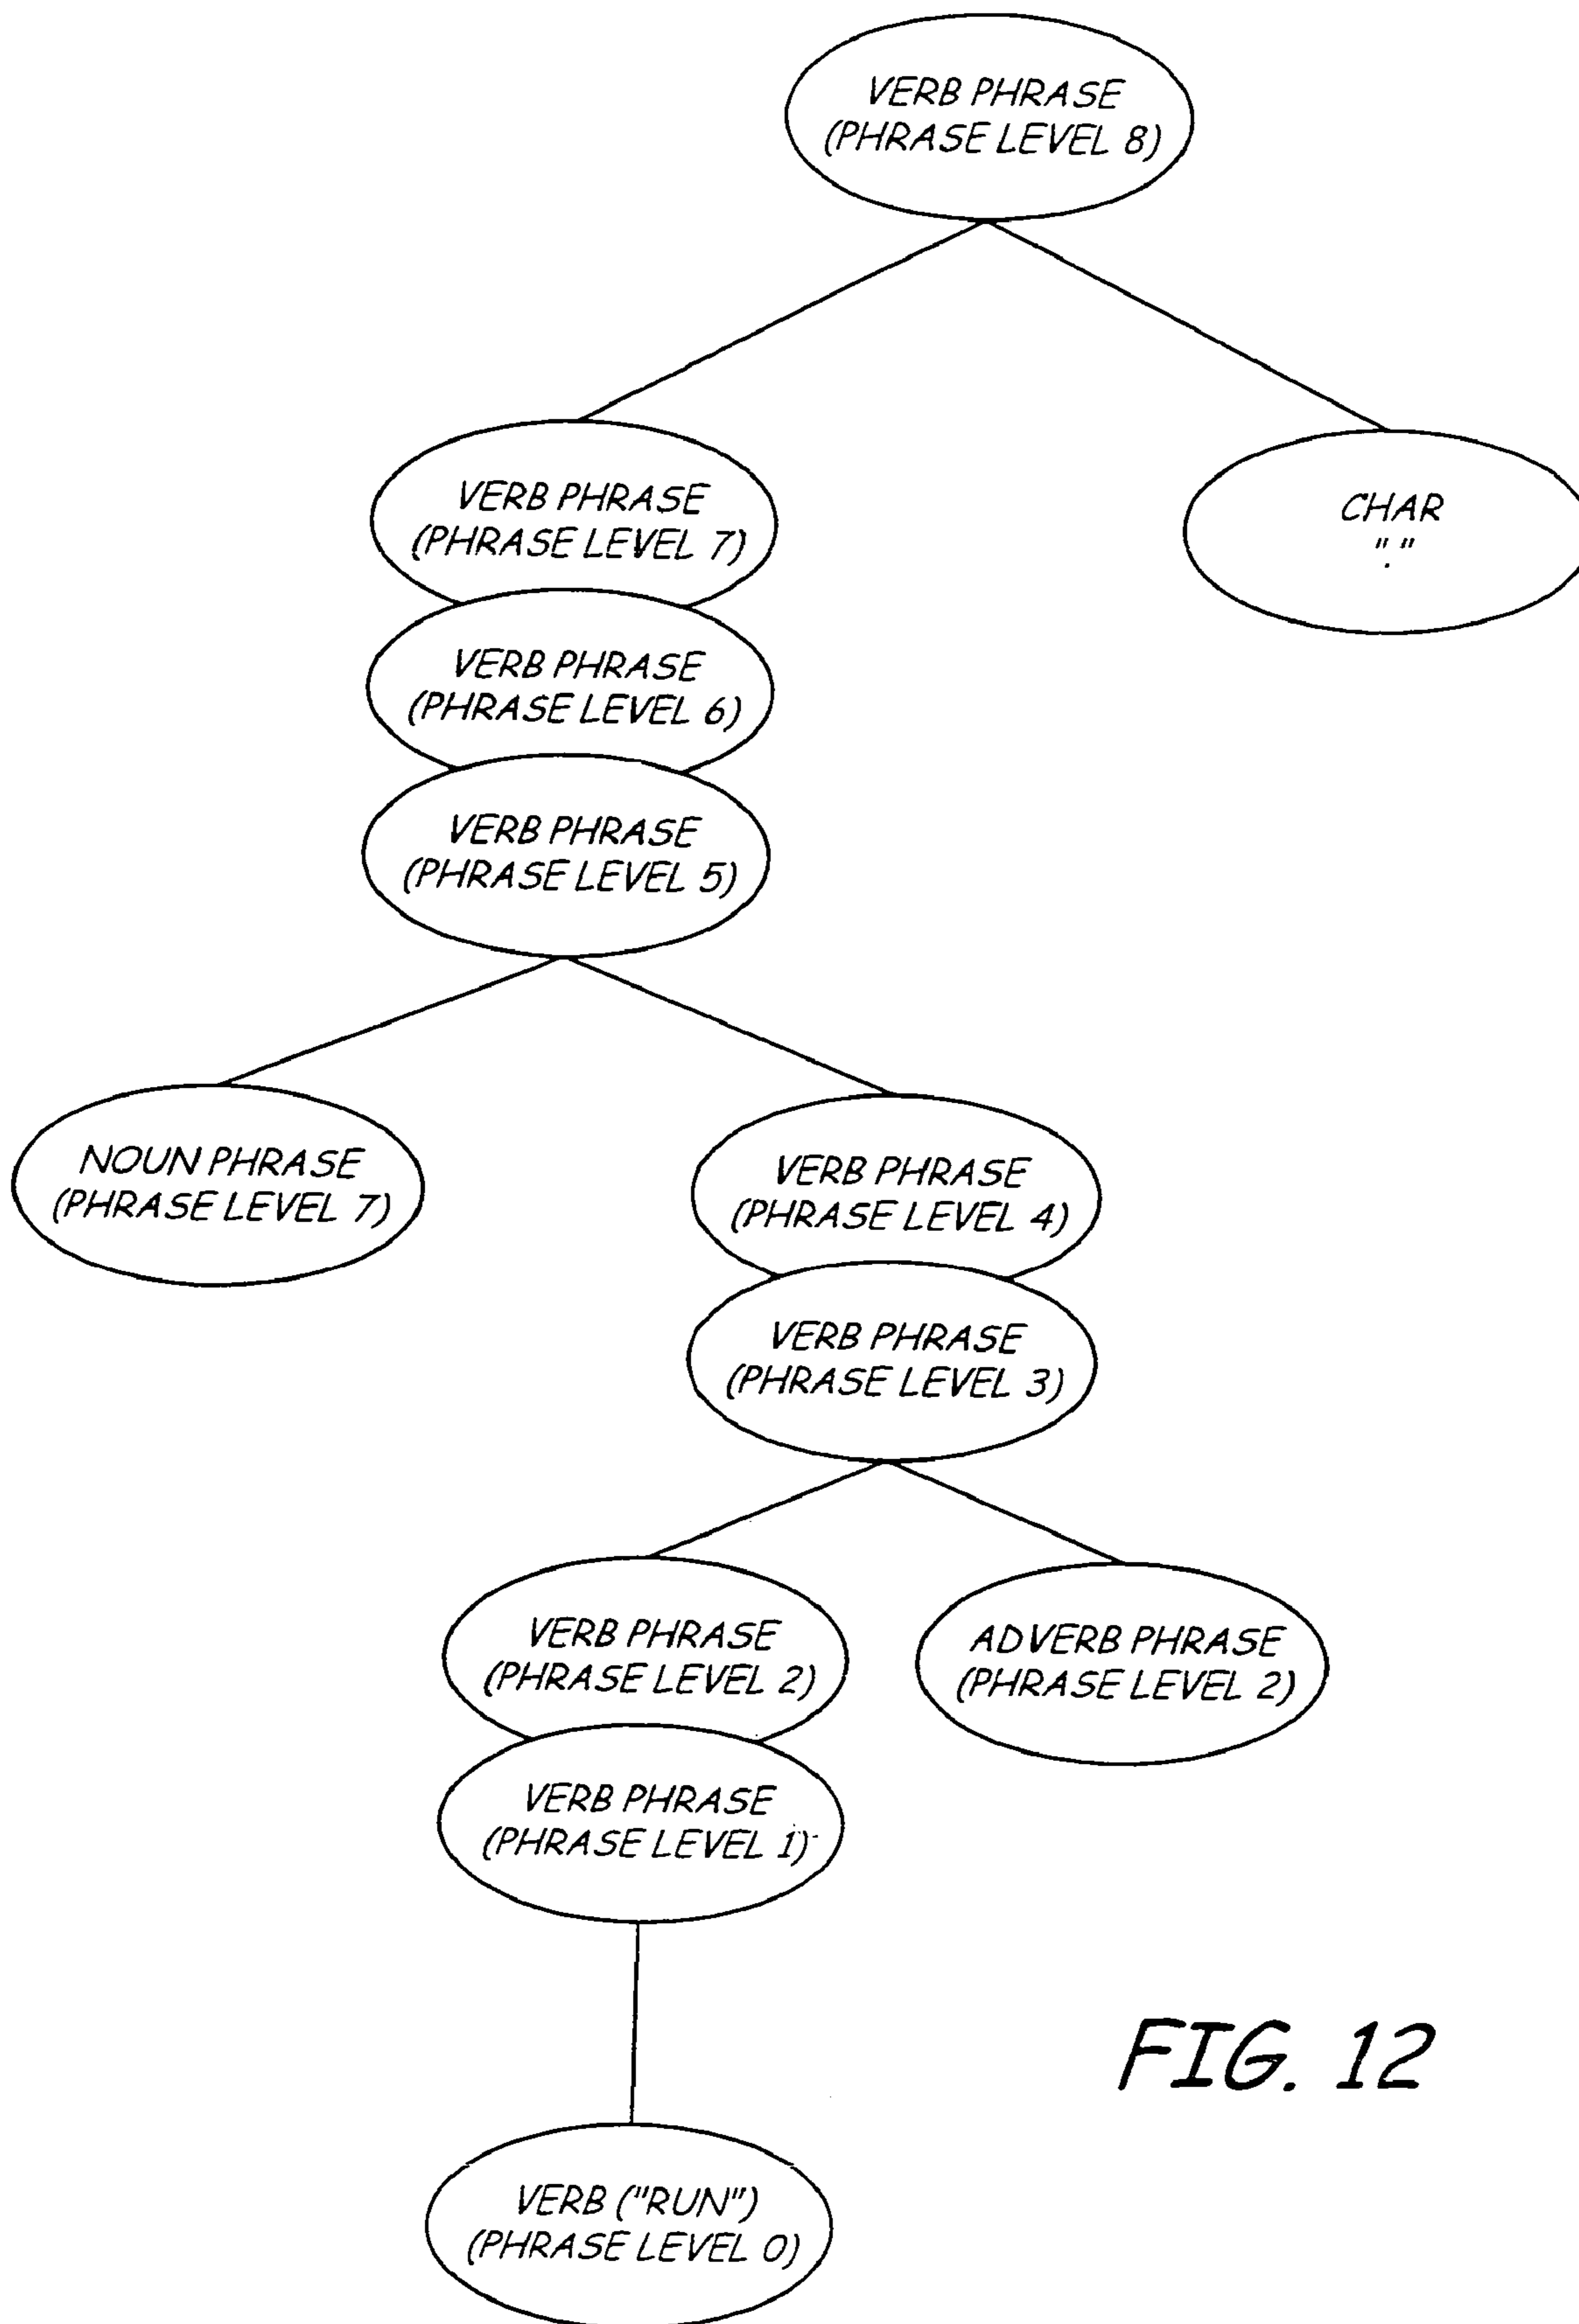 VERB PHRASE
(PHRASE LEVEL 8)
VERB PHRASE
(PHRASE LEVEL 7)
CHAR
"."
VERB PHRASE
(PHRASE LEVEL 6)
VERB PHRASE
(PHRASE LEVEL 5)
NOUN PHRASE
(PHRASE LEVEL 7)
VERB PHRASE
(PHRASE LEVEL 4)
VERB PHRASE
(PHRASE LEVEL 3)
VERB PHRASE
(PHRASE LEVEL 2)
ADVERB PHRASE
(PHRASE LEVEL 2)
VERB PHRASE
(PHRASE LEVEL 1)
FIG. 12
VERB ("RUN")
(PHRASE LEVEL 0)